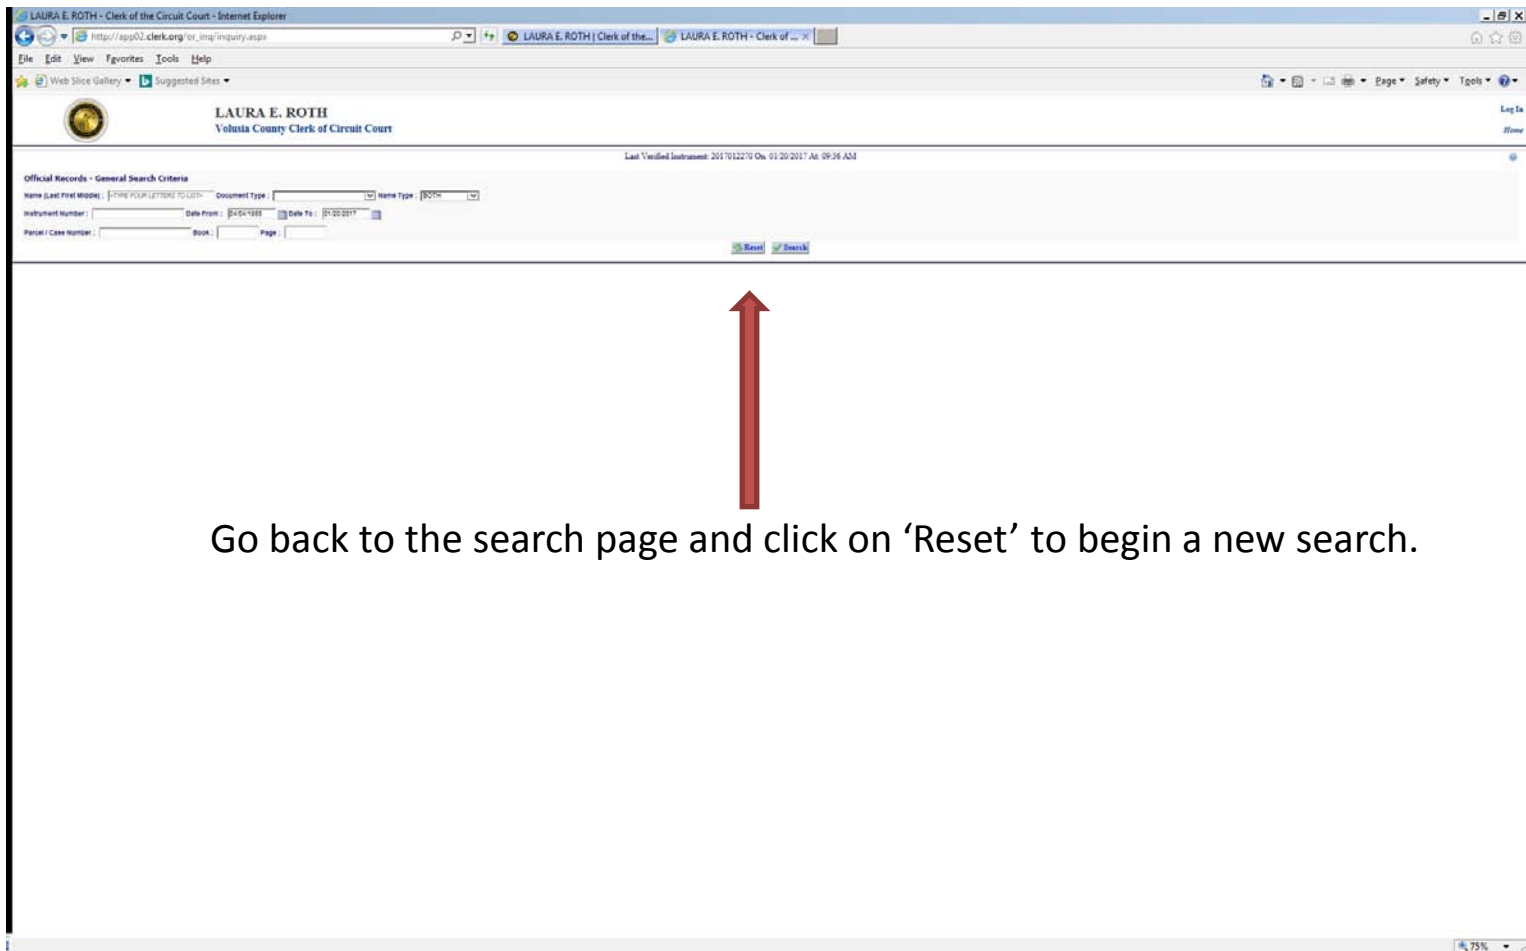 LAURA E. ROTH - Clerk of the Circuit Court - Internet Explorer
http://app02.clerk.org/or_inq/inquiry.aspx LAURA E. ROTH | Clerk of the... LAURA E. ROTH - Clerk of ... ×
File Edit View Favorites Tools Help
Web Slice Gallery Suggested Sites Page Safety Tools
LAURA E. ROTH Log In
Volusia County Clerk of Circuit Court Home
Last Verified Instrument: 2017012270 On: 01/20/2017 At: 09:36 AM
Official Records - General Search Criteria
Name (Last First Middle) : <TYPE FOUR LETTERS TO LIST> Document Type : Name Type : BOTH
Instrument Number : Date From : Date To : 01/20/2017
Parcel / Case Number : Book : Page :
Reset Search
Go back to the search page and click on ‘Reset’ to begin a new search.
75%